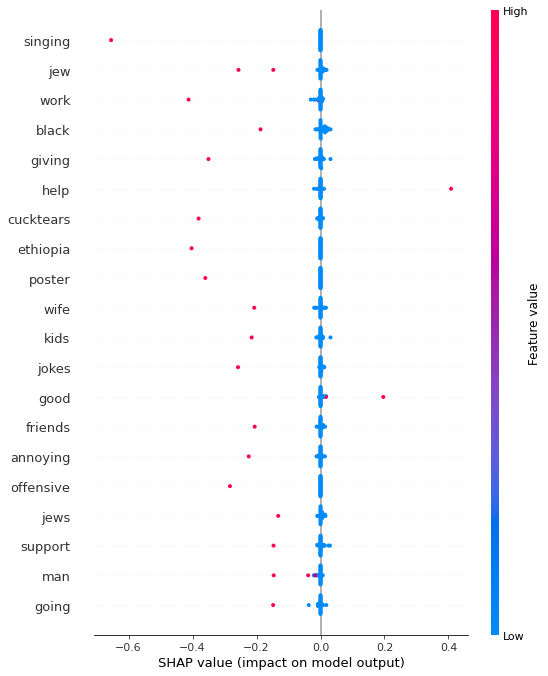 High
singing
jew
work
black
giving
help
cucktears
ethiopia
poster
wife
kids
jokes
good
friends
annoying
offensive
jews
support
man
going
Feature value
Low
−0.6 −0.4 −0.2 0.0 0.2 0.4
SHAP value (impact on model output)